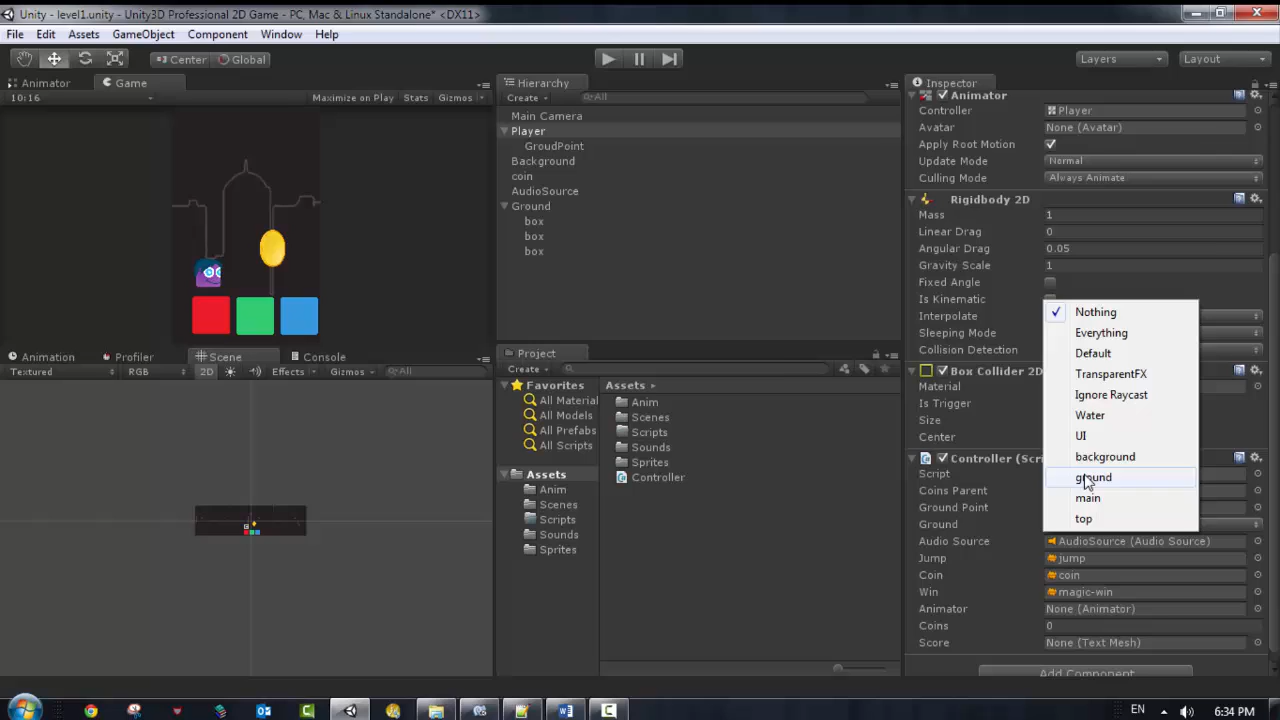 Unity - level1.unity - Unity3D Professional 2D Game - PC, Mac & Linux Standalone* <DX11>
File Edit Assets GameObject Component Window Help
Center Global Layers Layout
Animator Game Hierarchy Inspector
10:16 Maximize on Play Stats Gizmos Create All
Animator
Main Camera
Controller Player
Player
Avatar None (Avatar)
GroudPoint
Apply Root Motion
Background
Update Mode Normal
coin
Culling Mode Always Animate
AudioSource
Rigidbody 2D
Ground
Mass 1
box
Linear Drag 0
box
Angular Drag 0.05
box
Gravity Scale 1
Fixed Angle
Is Kinematic
Interpolate
Sleeping Mode
Collision Detection
Nothing
Everything
Default
TransparentFX
Ignore Raycast
Water
UI
background
ground
main
top
Animation Profiler Scene Console Project
Textured RGB 2D Effects Gizmos All Create
Box Collider 2D
Material
Is Trigger
Size
Center
Favorites
All Material
All Models
All Prefabs
All Scripts
Assets
Anim
Scenes
Scripts
Sounds
Sprites
Assets
Anim
Scenes
Scripts
Sounds
Sprites
Controller
Controller (Scri
Script
Coins Parent
Ground Point
Ground
Audio Source AudioSource (Audio Source)
Jump jump
Coin coin
Win magic-win
Animator None (Animator)
Coins 0
Score None (Text Mesh)
Add Component
EN 6:34 PM